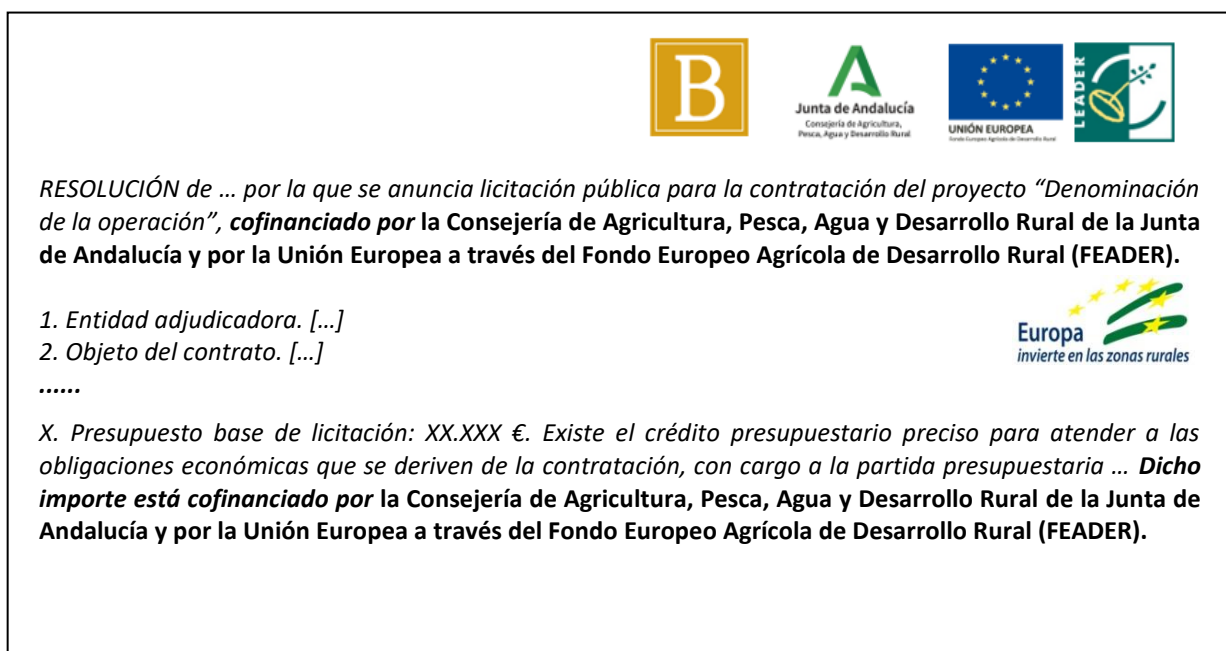 B
Junta de Andalucía
Consejería de Agricultura,
Pesca, Agua y Desarrollo Rural
UNIÓN EUROPEA
Fondo Europeo Agrícola de Desarrollo Rural
LEADER
RESOLUCIÓN de … por la que se anuncia licitación pública para la contratación del proyecto “Denominación
de la operación”, cofinanciado por la Consejería de Agricultura, Pesca, Agua y Desarrollo Rural de la Junta
de Andalucía y por la Unión Europea a través del Fondo Europeo Agrícola de Desarrollo Rural (FEADER).
1. Entidad adjudicadora. […]
2. Objeto del contrato. […]
......
Europa
invierte en las zonas rurales
X. Presupuesto base de licitación: XX.XXX €. Existe el crédito presupuestario preciso para atender a las
obligaciones económicas que se deriven de la contratación, con cargo a la partida presupuestaria … Dicho
importe está cofinanciado por la Consejería de Agricultura, Pesca, Agua y Desarrollo Rural de la Junta de
Andalucía y por la Unión Europea a través del Fondo Europeo Agrícola de Desarrollo Rural (FEADER).